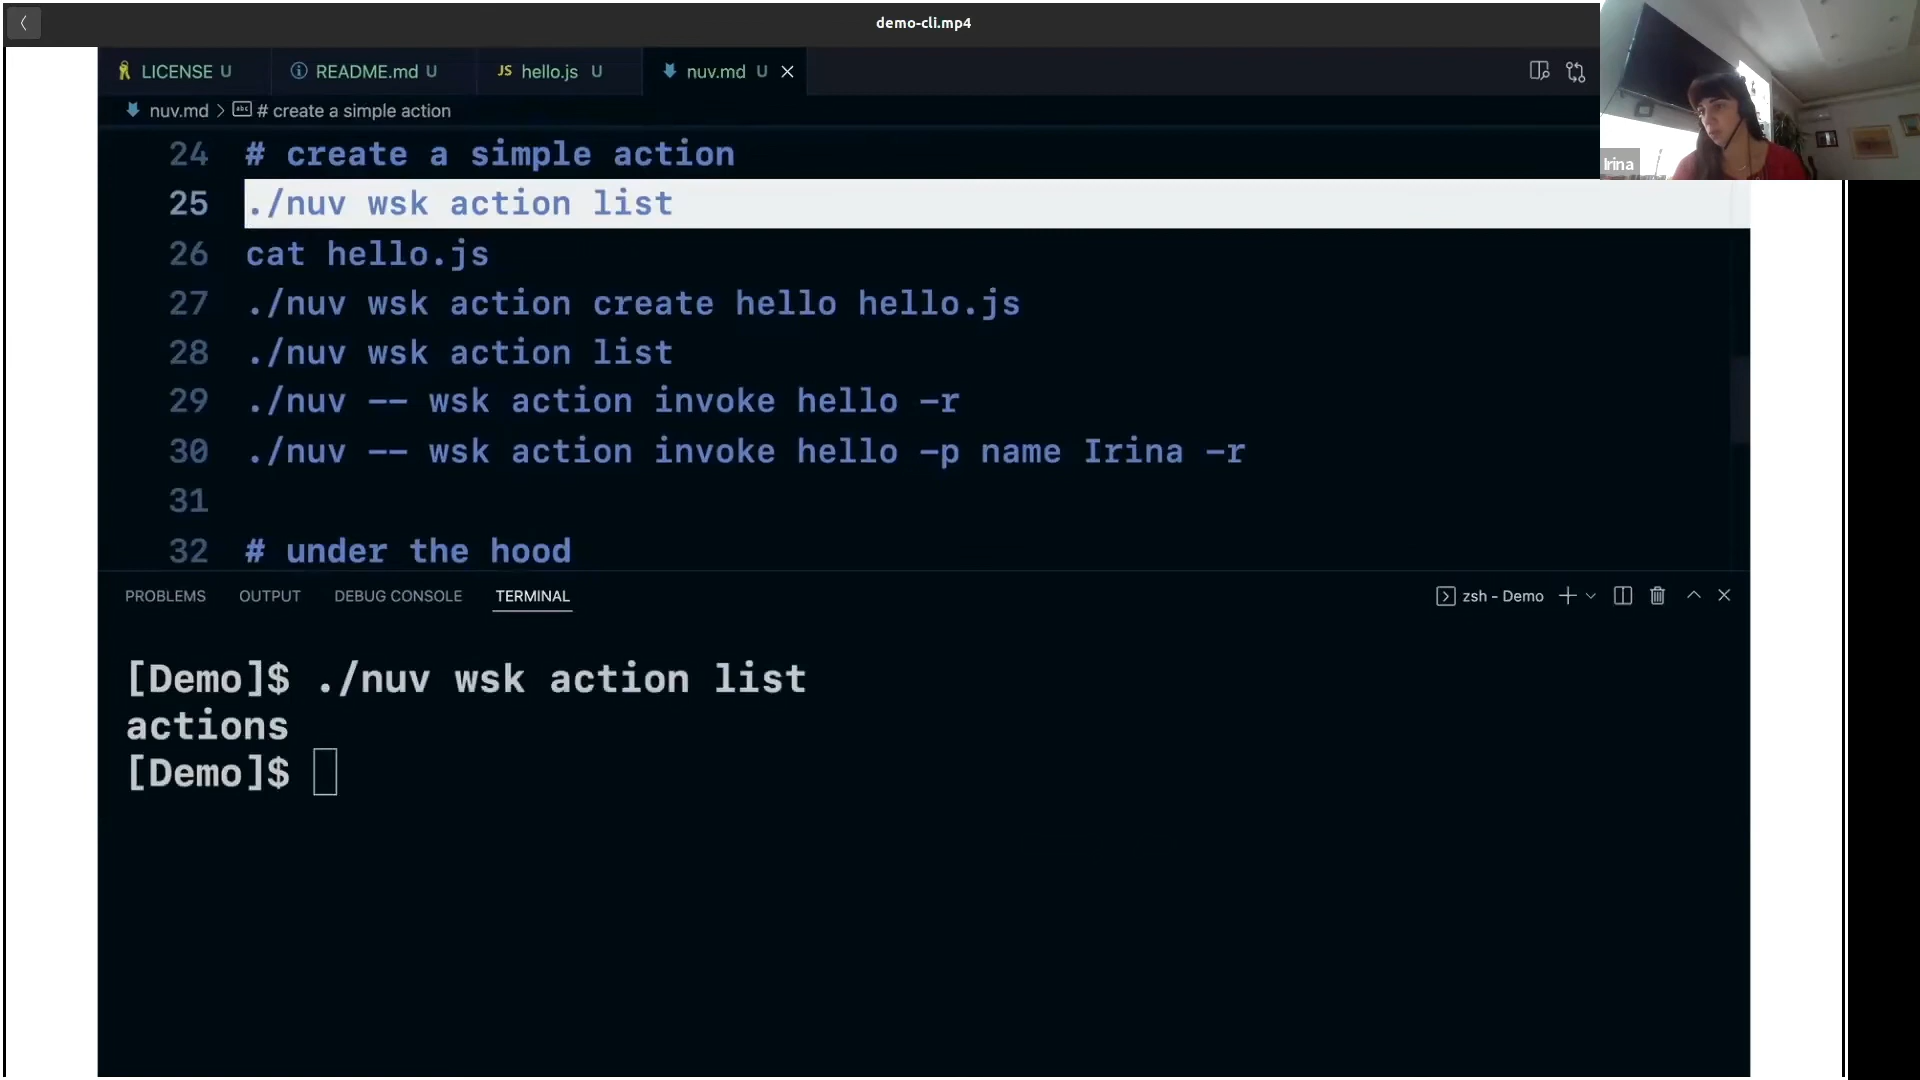 demo-cli.mp4
LICENSE U
README.md U
JS hello.js U
nuv.md U
nuv.md > abc # create a simple action
Irina
24 # create a simple action
25 ./nuv wsk action list
26 cat hello.js
27 ./nuv wsk action create hello hello.js
28 ./nuv wsk action list
29 ./nuv -- wsk action invoke hello -r
30 ./nuv -- wsk action invoke hello -p name Irina -r
31
32 # under the hood
PROBLEMS OUTPUT DEBUG CONSOLE TERMINAL
zsh - Demo
[Demo]$ ./nuv wsk action list
actions
[Demo]$